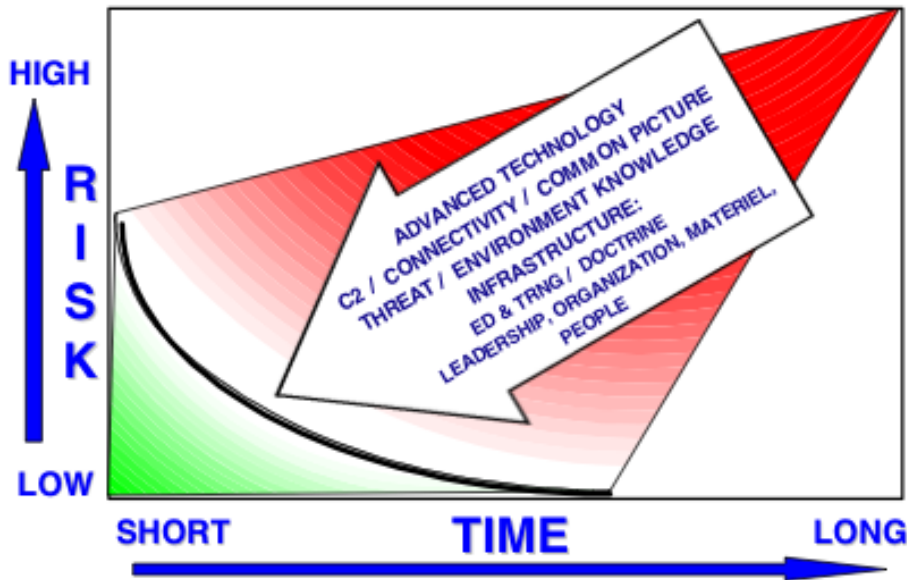 HIGH
RISK
LOW
ADVANCED TECHNOLOGY
C2 / CONNECTIVITY / COMMON PICTURE
THREAT / ENVIRONMENT KNOWLEDGE
INFRASTRUCTURE:
ED & TRNG / DOCTRINE
LEADERSHIP, ORGANIZATION, MATERIEL,
PEOPLE
SHORT TIME LONG